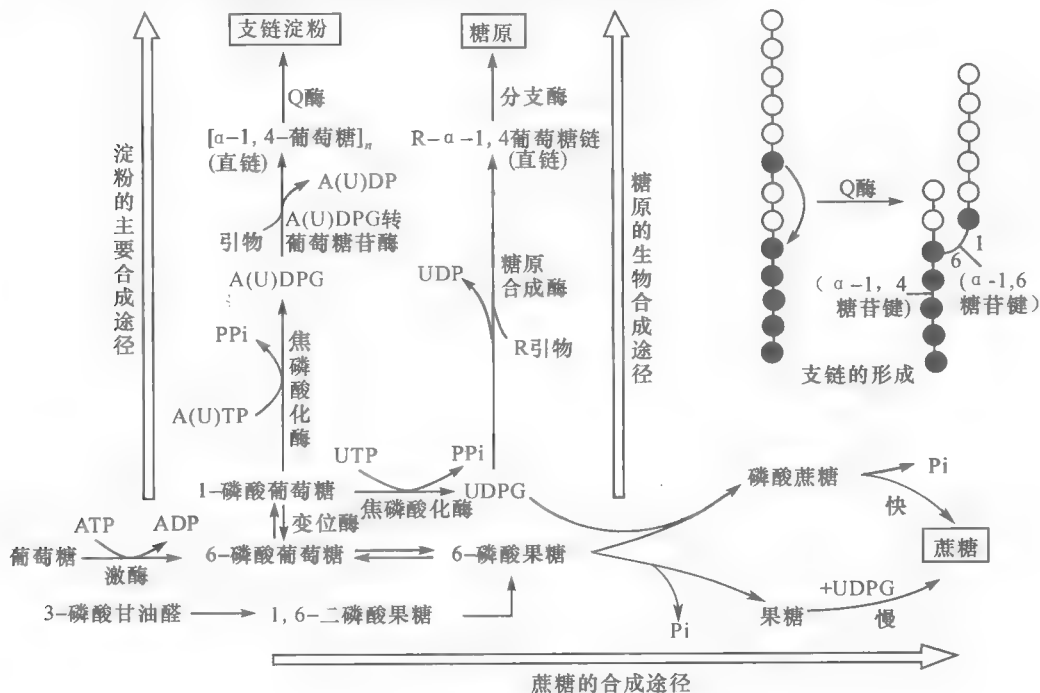 支链淀粉
糖原
Q酶
分支酶
[α-1, 4-葡萄糖]n
(直链)
R-α-1, 4葡萄糖链
(直链)
A(U)DP
引物
A(U)DPG转
葡萄糖苷酶
A(U)DPG
UDP
糖原
合成酶
R引物
PPi
焦磷酸化酶
A(U)TP
淀粉的主要合成途径
糖原的生物合成途径
Q酶
6
1
(α-1, 4
糖苷键)
(α-1,6
糖苷键)
支链的形成
UTP
PPi
1-磷酸葡萄糖
焦磷酸化酶
UDPG
磷酸蔗糖
Pi
快
蔗糖
变位酶
ATP
ADP
葡萄糖
激酶
6-磷酸葡萄糖
6-磷酸果糖
3-磷酸甘油醛
1, 6-二磷酸果糖
Pi
果糖
+UDPG
慢
蔗糖的合成途径